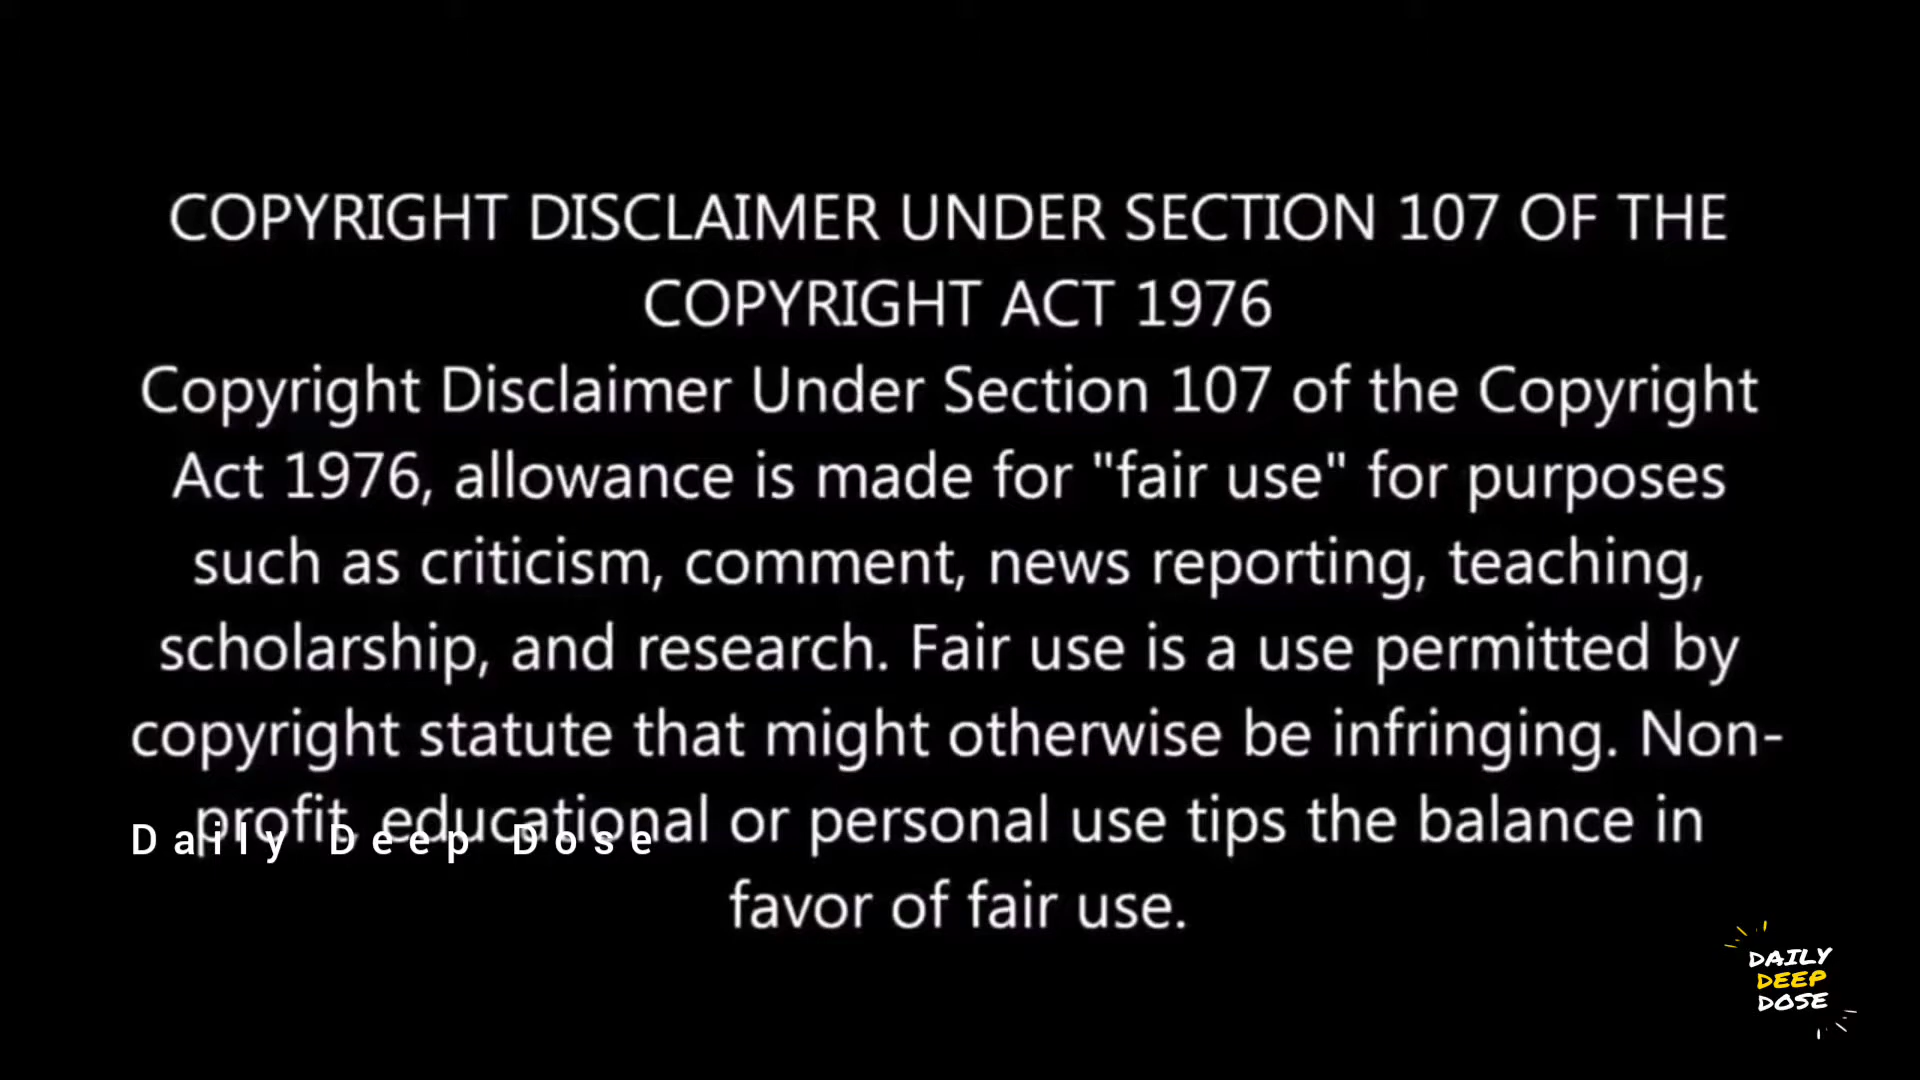 COPYRIGHT DISCLAIMER UNDER SECTION 107 OF THE
COPYRIGHT ACT 1976
Copyright Disclaimer Under Section 107 of the Copyright
Act 1976, allowance is made for "fair use" for purposes
such as criticism, comment, news reporting, teaching,
scholarship, and research. Fair use is a use permitted by
copyright statute that might otherwise be infringing. Non-
profit, educational or personal use tips the balance in
Daily Deep Dose
favor of fair use.
DAILY
DEEP
DOSE